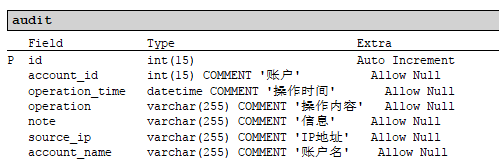 audit
Field Type Extra
P id int(15) Auto Increment
account_id int(15) COMMENT '账户' Allow Null
operation_time datetime COMMENT '操作时间' Allow Null
operation varchar(255) COMMENT '操作内容' Allow Null
note varchar(255) COMMENT '信息' Allow Null
source_ip varchar(255) COMMENT 'IP地址' Allow Null
account_name varchar(255) COMMENT '账户名' Allow Null